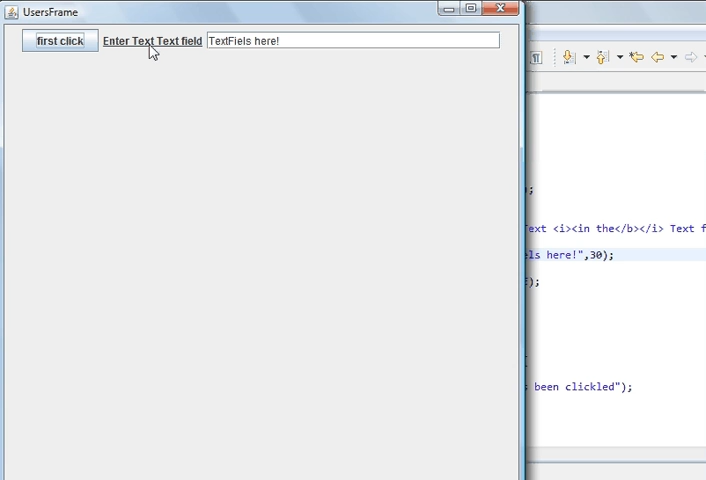 UsersFrame
first click Enter Text Text field TextFiels here!
;
Text <i><in the</b></i> Text f
els here!",30);
);
been clickled");